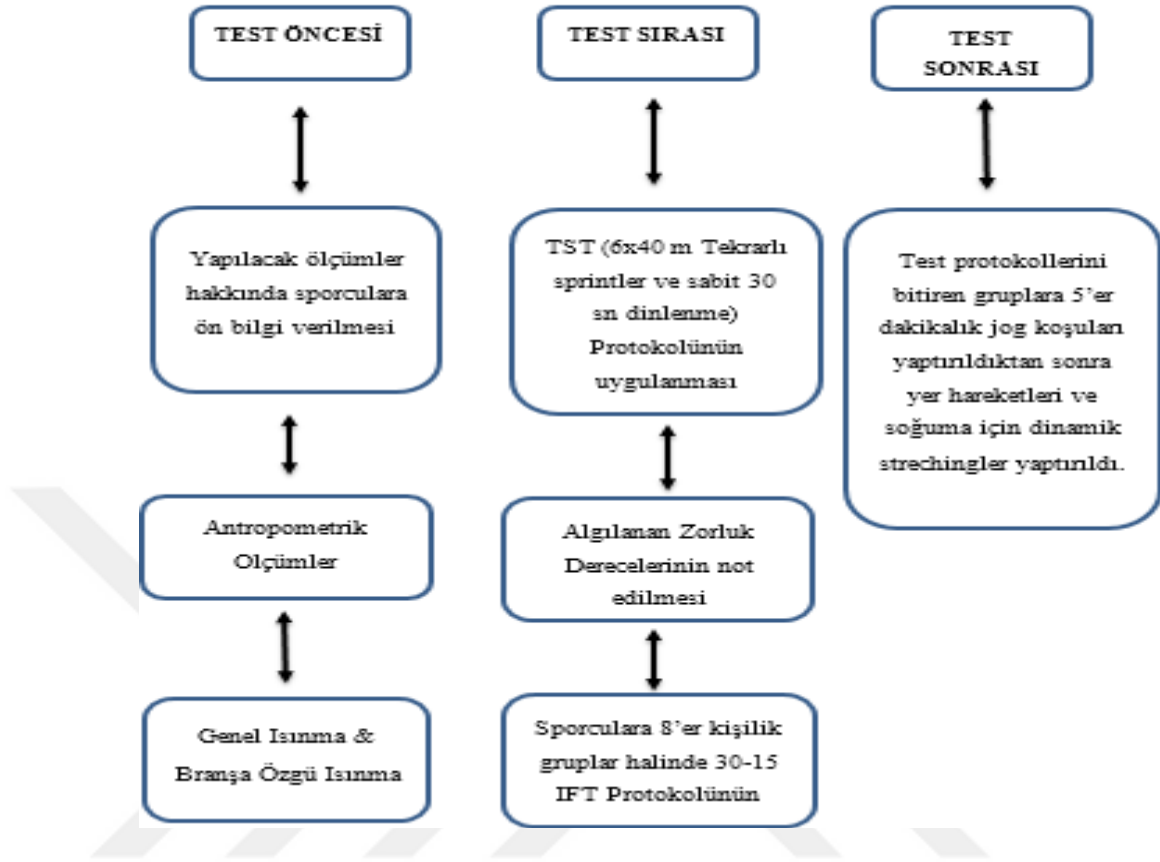 TEST ÖNCESİ
Yapılacak ölçümler
hakkında sporculara
ön bilgi verilmesi
Antropometrik
Olçümler
Genel Isınma &
Branşa Özgü Isınma
TEST SIRASI
TST (6x40 m Tekrarlı
sprintler ve sabit 30
sn dinlenme)
Protokolünün
uygulanması
Algılanan Zorluk
Derecelerinin not
edilmesi
Sporculara 8’er kişilik
gruplar halinde 30-15
IFT Protokolünün
TEST
SONRASI
Test protokollerini
bitiren gruplara 5’er
dakikalık jog koşuları
yaptırıldıktan sonra
yer hareketleri ve
soğuma için dinamik
strechingler yaptırıldı.